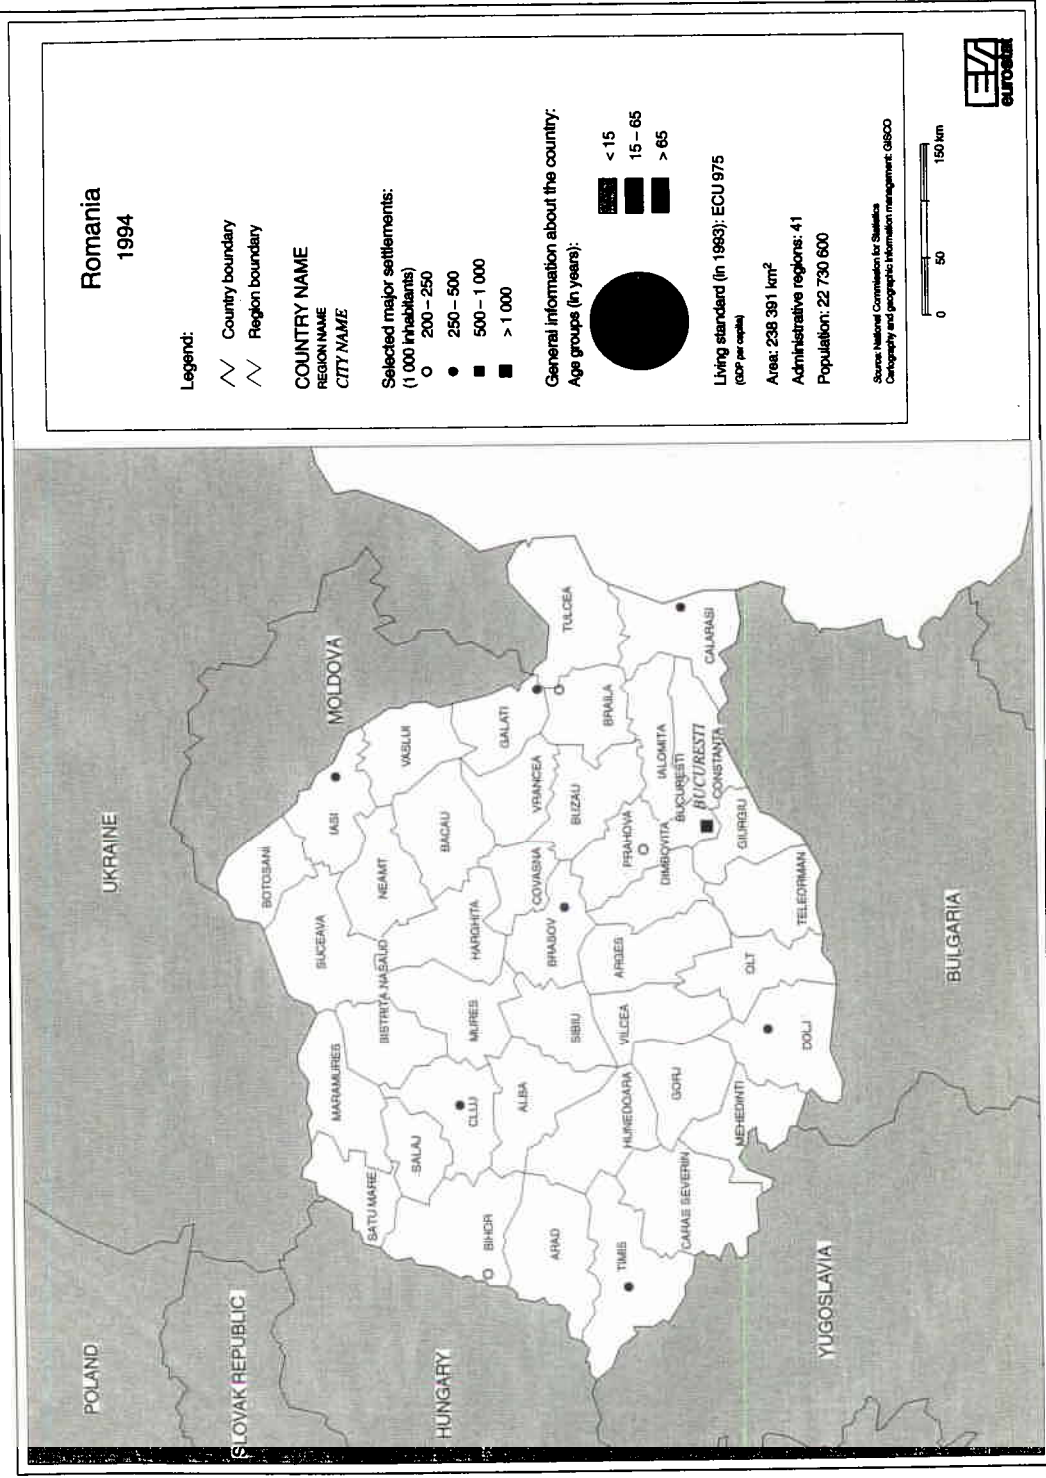 Romania
1994
Legend:
Country boundary
Region boundary
COUNTRY NAME
REGION NAME
CITY NAME
Selected major settlements:
(1 000 inhabitants)
200 – 250
250 – 500
500 – 1 000
> 1 000
General information about the country:
Age groups (in years):
< 15
15 – 65
> 65
Living standard (in 1993): ECU 975
(GDP per capita)
Area: 238 391 km²
Administrative regions: 41
Population: 22 730 600
Source: National Commission for Statistics
Cartography and geographic information management: GISCO
0 50 150 km
eurostat
POLAND
UKRAINE
SLOVAK REPUBLIC
MOLDOVA
HUNGARY
YUGOSLAVIA
BULGARIA
BOTOSANI
SUCEAVA
IASI
MARAMURES
SATU MARE
SALAJ
BISTRITA NASAUD
NEAMT
VASLUI
BACAU
BIHOR
CLUJ
MURES
HARGHITA
GALATI
ARAD
ALBA
SIBIU
BRASOV
COVASNA
VRANCEA
TULCEA
TIMIS
HUNEDOARA
VILCEA
ARGES
PRAHOVA
BUZAU
BRAILA
CARAS SEVERIN
GORJ
DIMBOVITA
IALOMITA
BUCURESTI
BUCURESTI
CONSTANTA
CALARASI
MEHEDINTI
DOLJ
OLT
TELEORMAN
GIURGIU